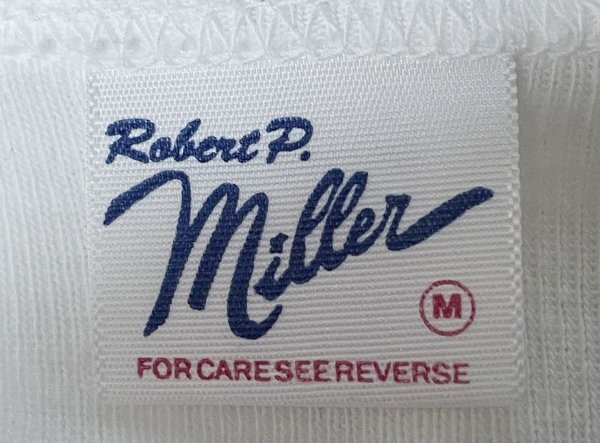 Robert P.
Miller
M
FOR CARE SEE REVERSE